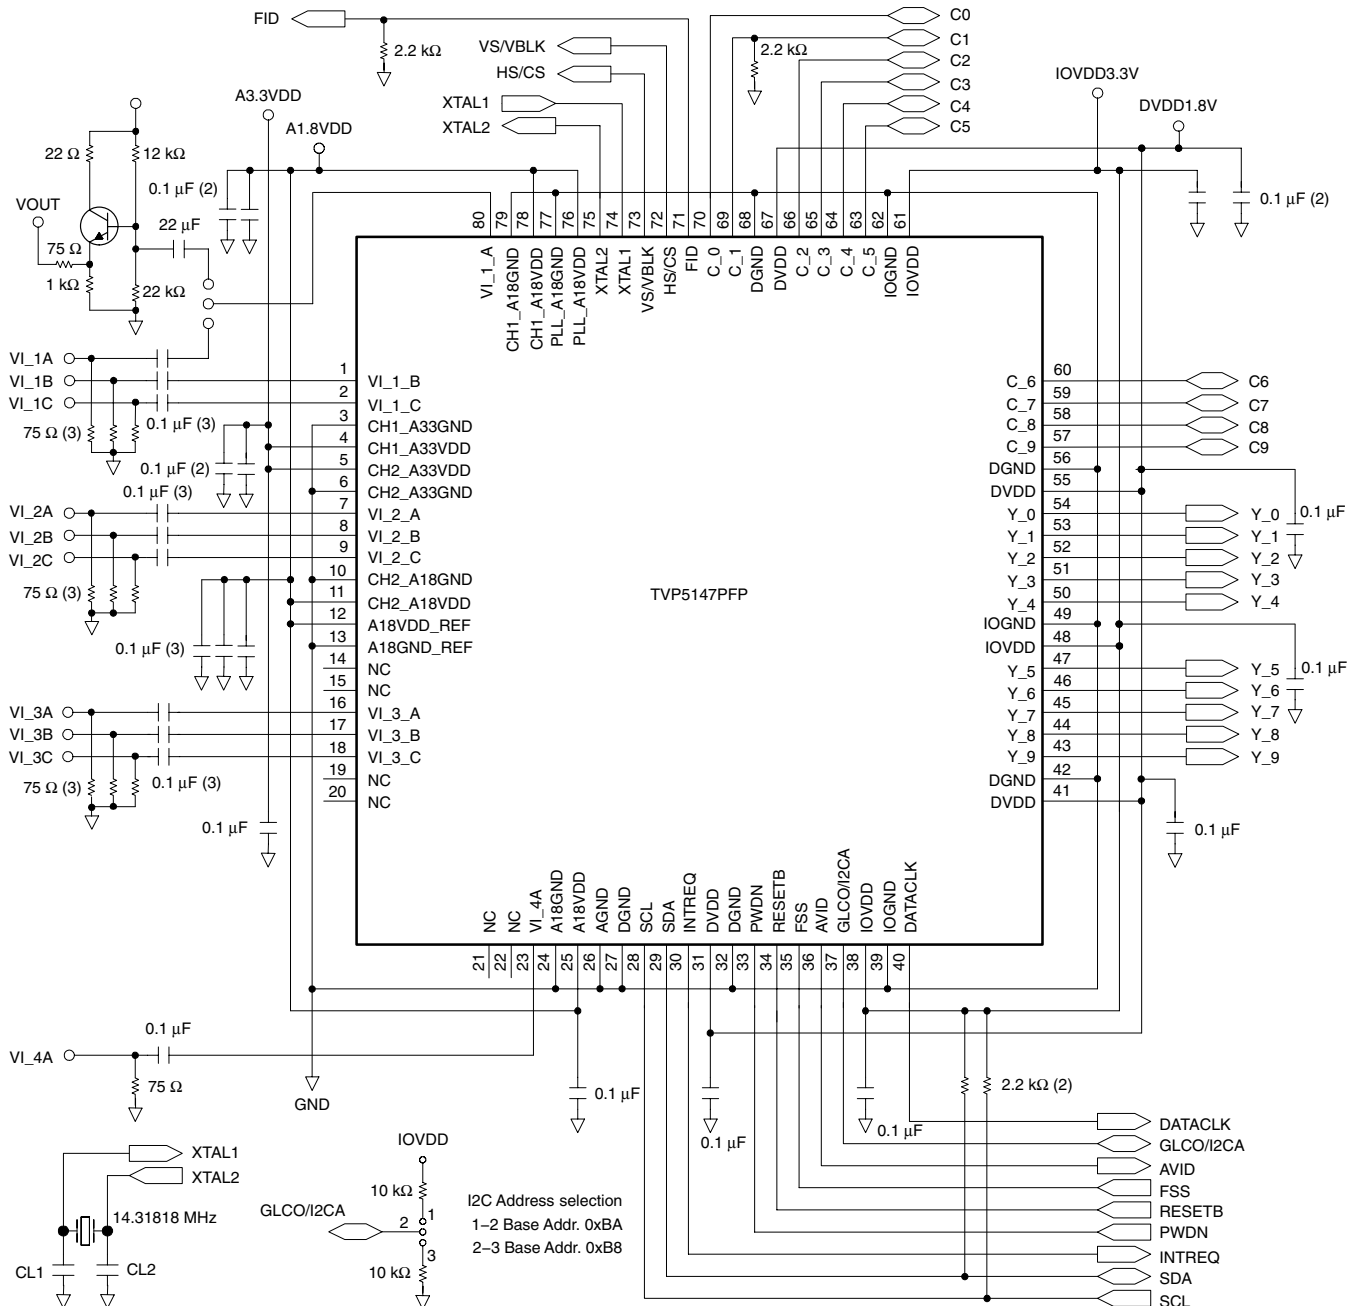 FID
2.2 kΩ
VS/VBLK
HS/CS
XTAL1
XTAL2
C0
C1
2.2 kΩ
C2
C3
C4
C5
IOVDD3.3V
DVDD1.8V
0.1 μF (2)
A3.3VDD
A1.8VDD
22 Ω
12 kΩ
0.1 μF (2)
VOUT
22 μF
75 Ω
1 kΩ
22 kΩ
80
79
78
77
76
75
74
73
72
71
70
69
68
67
66
65
64
63
62
61
VI_1_A
CH1_A18GND
CH1_A18VDD
PLL_A18GND
PLL_A18VDD
XTAL2
XTAL1
VS/VBLK
HS/CS
FID
C_0
C_1
DGND
DVDD
C_2
C_3
C_4
C_5
IOGND
IOVDD
VI_1A
VI_1B
VI_1C
75 Ω (3)
0.1 μF (3)
0.1 μF (2)
0.1 μF (3)
VI_2A
VI_2B
VI_2C
75 Ω (3)
0.1 μF (3)
VI_3A
VI_3B
VI_3C
75 Ω (3)
0.1 μF (3)
0.1 μF
1 VI_1_B
2 VI_1_C
3 CH1_A33GND
4 CH1_A33VDD
5 CH2_A33VDD
6 CH2_A33GND
7 VI_2_A
8 VI_2_B
9 VI_2_C
10 CH2_A18GND
11 CH2_A18VDD
12 A18VDD_REF
13 A18GND_REF
14 NC
15 NC
16 VI_3_A
17 VI_3_B
18 VI_3_C
19 NC
20 NC
TVP5147PFP
C_6 60 C6
C_7 59 C7
C_8 58 C8
C_9 57 C9
DGND 56
DVDD 55
Y_0 54 Y_0
0.1 μF
Y_1 53 Y_1
Y_2 52 Y_2
Y_3 51 Y_3
Y_4 50 Y_4
IOGND 49
IOVDD 48
Y_5 47 Y_5
0.1 μF
Y_6 46 Y_6
Y_7 45 Y_7
Y_8 44 Y_8
Y_9 43 Y_9
DGND 42
DVDD 41
0.1 μF
NC
NC
VI_4A
A18GND
A18VDD
AGND
DGND
SCL
SDA
INTREQ
DVDD
DGND
PWDN
RESETB
FSS
AVID
GLCO/I2CA
IOVDD
IOGND
DATACLK
21
22
23
24
25
26
27
28
29
30
31
32
33
34
35
36
37
38
39
40
0.1 μF
VI_4A
75 Ω
GND
0.1 μF
0.1 μF
0.1 μF
2.2 kΩ (2)
DATACLK
GLCO/I2CA
AVID
FSS
RESETB
PWDN
INTREQ
SDA
SCL
XTAL1
XTAL2
14.31818 MHz
CL1
CL2
IOVDD
10 kΩ
GLCO/I2CA
1
2
3
10 kΩ
I2C Address selection
1–2 Base Addr. 0xBA
2–3 Base Addr. 0xB8